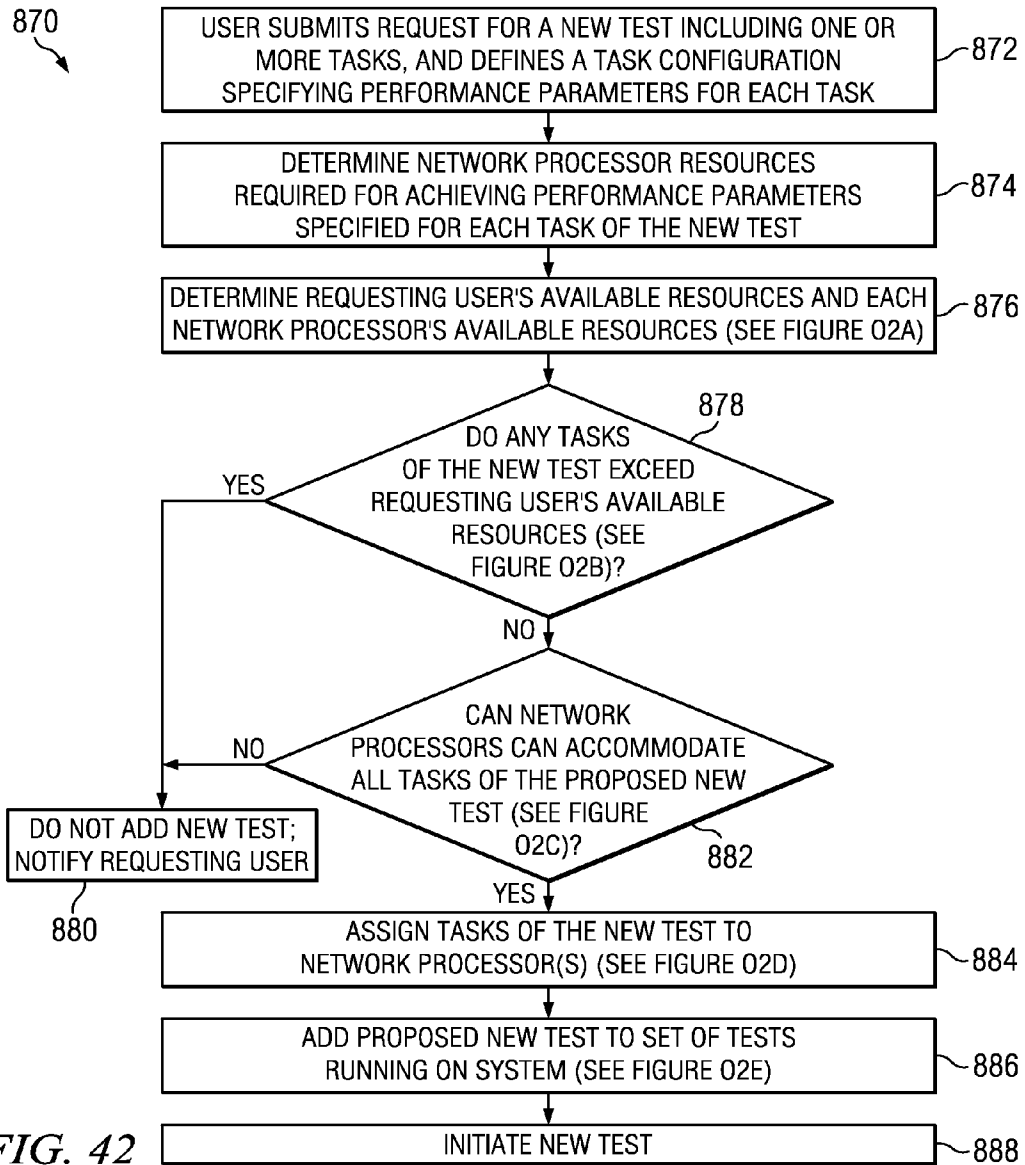 870
USER SUBMITS REQUEST FOR A NEW TEST INCLUDING ONE OR
MORE TASKS, AND DEFINES A TASK CONFIGURATION
SPECIFYING PERFORMANCE PARAMETERS FOR EACH TASK
872
DETERMINE NETWORK PROCESSOR RESOURCES
REQUIRED FOR ACHIEVING PERFORMANCE PARAMETERS
SPECIFIED FOR EACH TASK OF THE NEW TEST
874
DETERMINE REQUESTING USER'S AVAILABLE RESOURCES AND EACH
NETWORK PROCESSOR'S AVAILABLE RESOURCES (SEE FIGURE O2A)
876
878
DO ANY TASKS
OF THE NEW TEST EXCEED
REQUESTING USER'S AVAILABLE
RESOURCES (SEE
FIGURE O2B)?
YES
NO
CAN NETWORK
PROCESSORS CAN ACCOMMODATE
ALL TASKS OF THE PROPOSED NEW
TEST (SEE FIGURE
O2C)?
NO
882
YES
DO NOT ADD NEW TEST;
NOTIFY REQUESTING USER
880
ASSIGN TASKS OF THE NEW TEST TO
NETWORK PROCESSOR(S) (SEE FIGURE O2D)
884
ADD PROPOSED NEW TEST TO SET OF TESTS
RUNNING ON SYSTEM (SEE FIGURE O2E)
886
INITIATE NEW TEST
888
FIG. 42